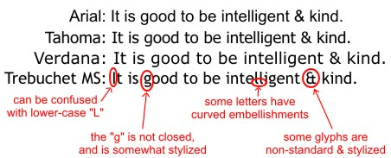 Arial: It is good to be intelligent & kind.
Tahoma: It is good to be intelligent & kind.
Verdana: It is good to be intelligent & kind.
Trebuchet MS: It is good to be intelligent & kind.
can be confused
with lower-case "L"
some letters have
curved embellishments
the "g" is not closed,
and is somewhat stylized
some glyphs are
non-standard & stylized